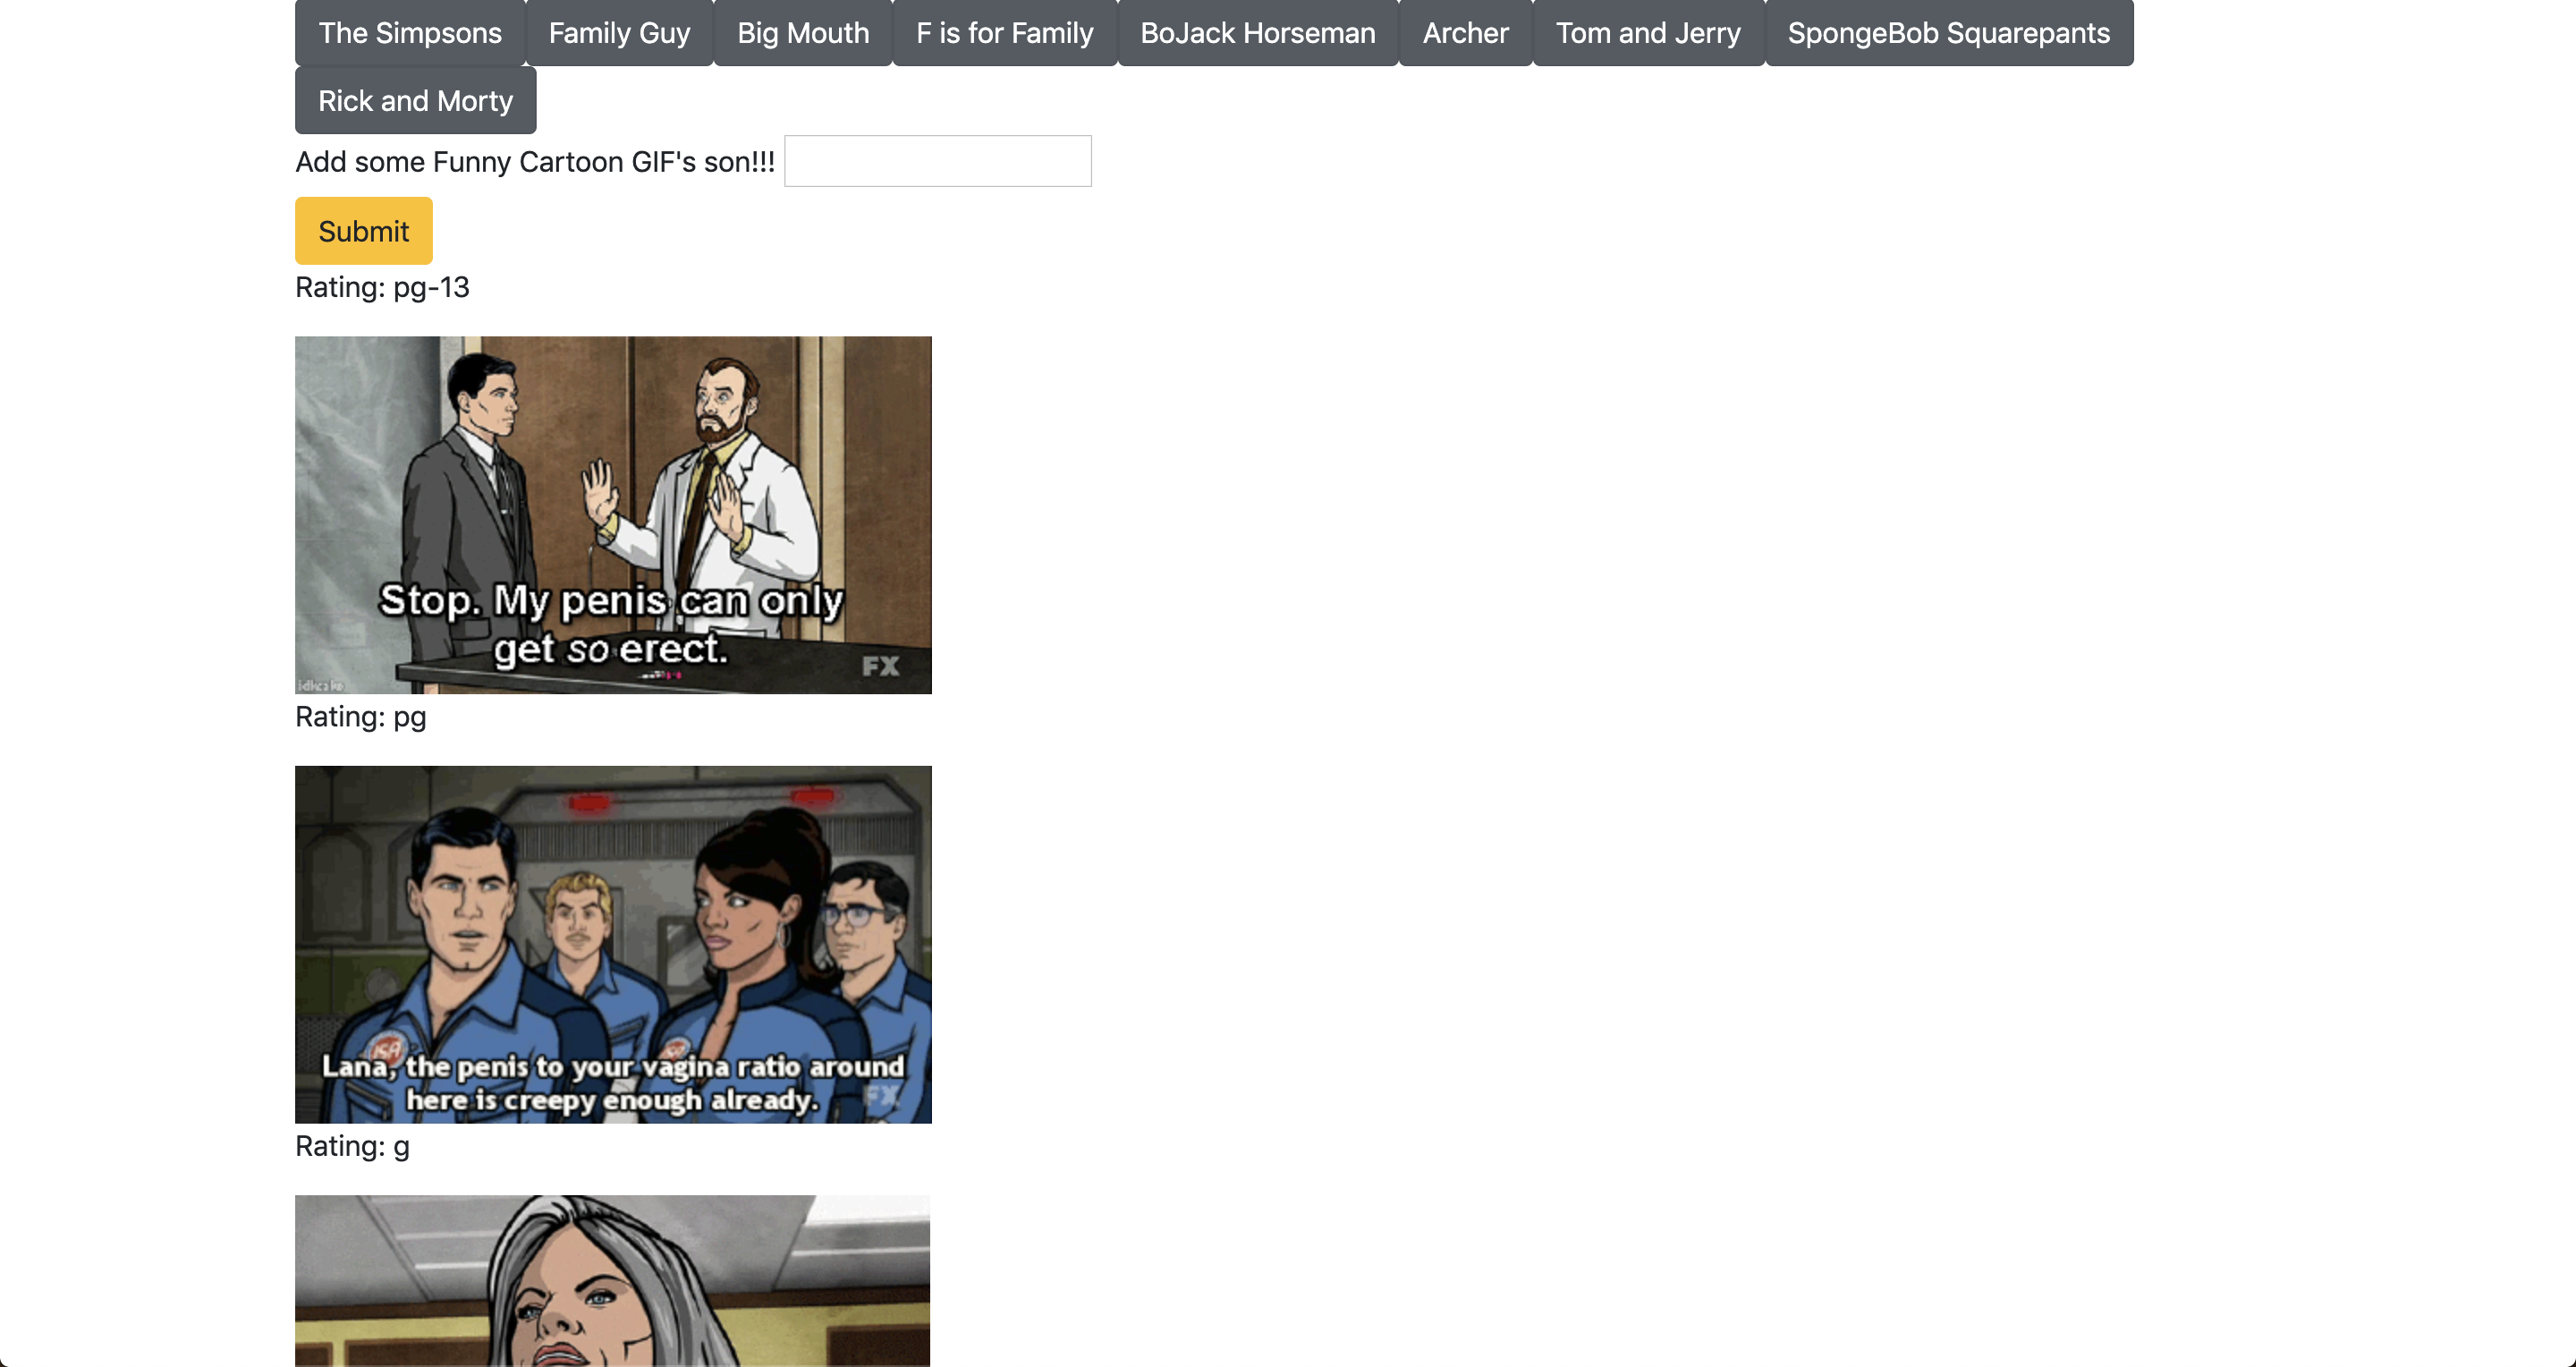 The Simpsons Family Guy Big Mouth F is for Family BoJack Horseman Archer Tom and Jerry SpongeBob Squarepants
Rick and Morty
Add some Funny Cartoon GIF's son!!!
Submit
Rating: pg-13
Stop. My penis can only
get so erect.
FX
Rating: pg
Lana, the penis to your vagina ratio around
here is creepy enough already.
FX
Rating: g